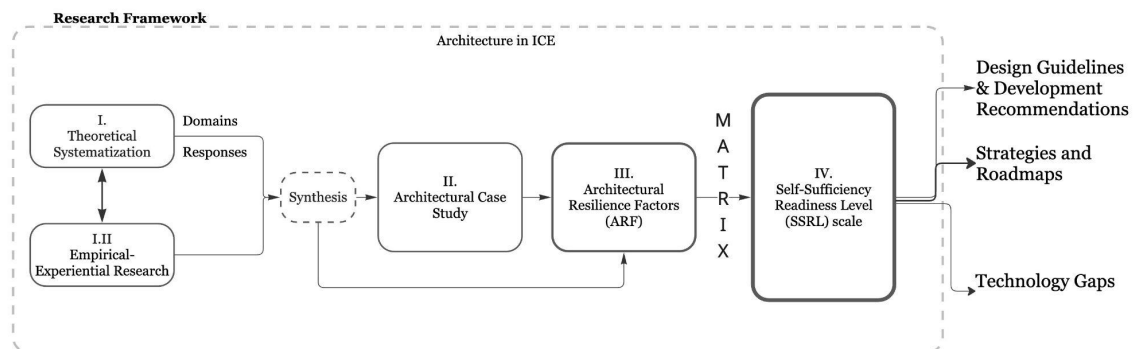 Research Framework
Architecture in ICE
I.
Theoretical
Systematization
Domains
Responses
I.II
Empirical-
Experiential Research
Synthesis
II.
Architectural Case
Study
III.
Architectural
Resilience Factors
(ARF)
MATRIX
IV.
Self-Sufficiency
Readiness Level
(SSRL) scale
Design Guidelines
& Development
Recommendations
Strategies and
Roadmaps
Technology Gaps